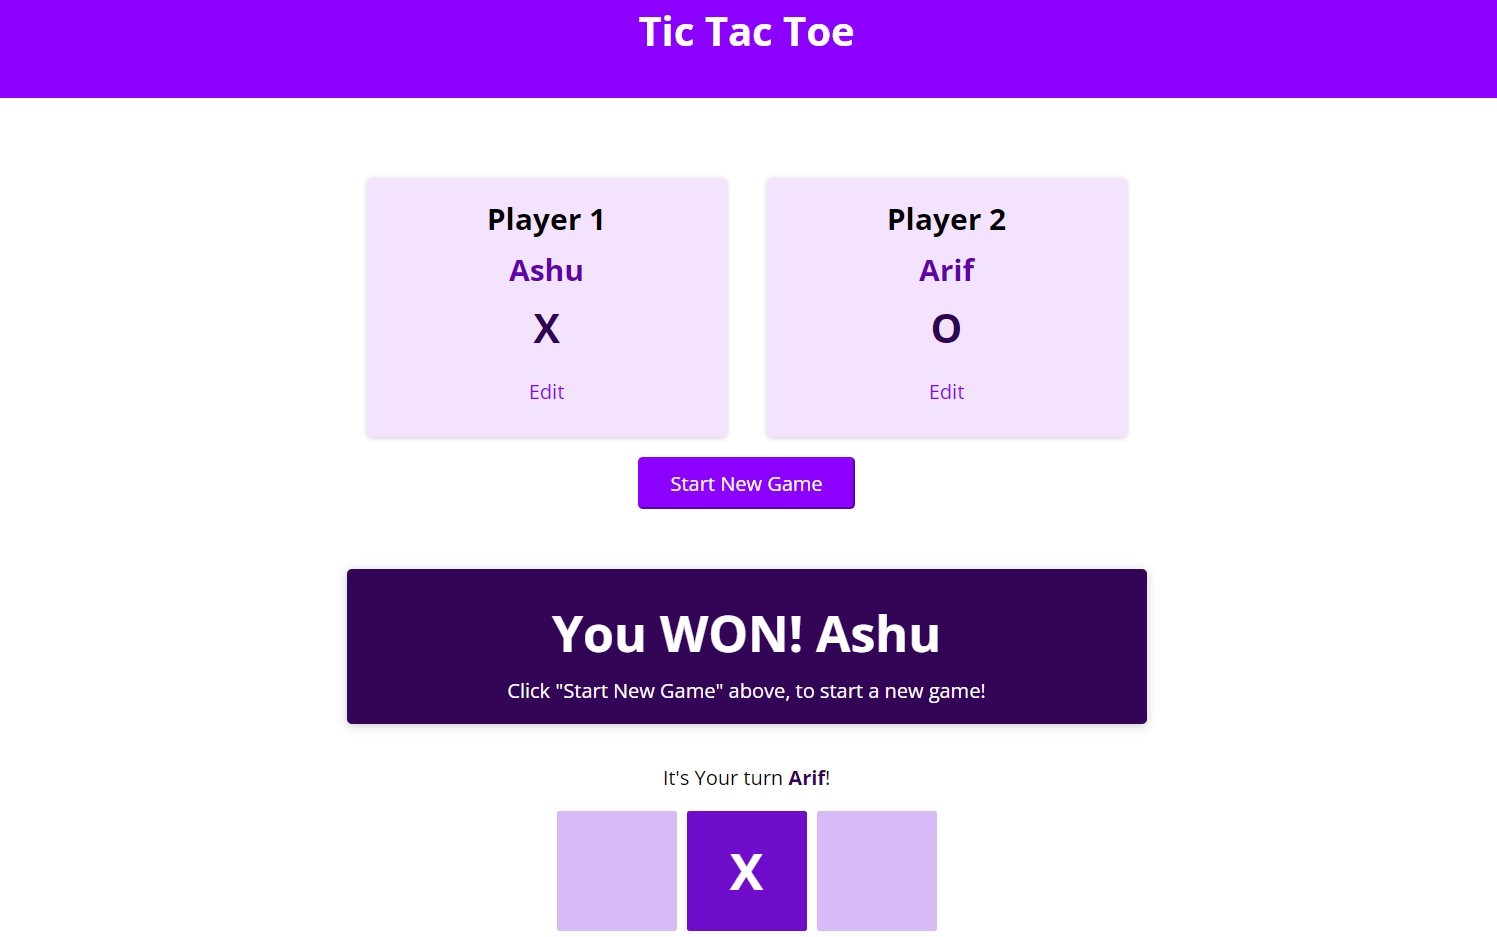 Tic Tac Toe
Player 1
Ashu
X
Edit
Player 2
Arif
O
Edit
Start New Game
You WON! Ashu
Click "Start New Game" above, to start a new game!
It's Your turn Arif!
X